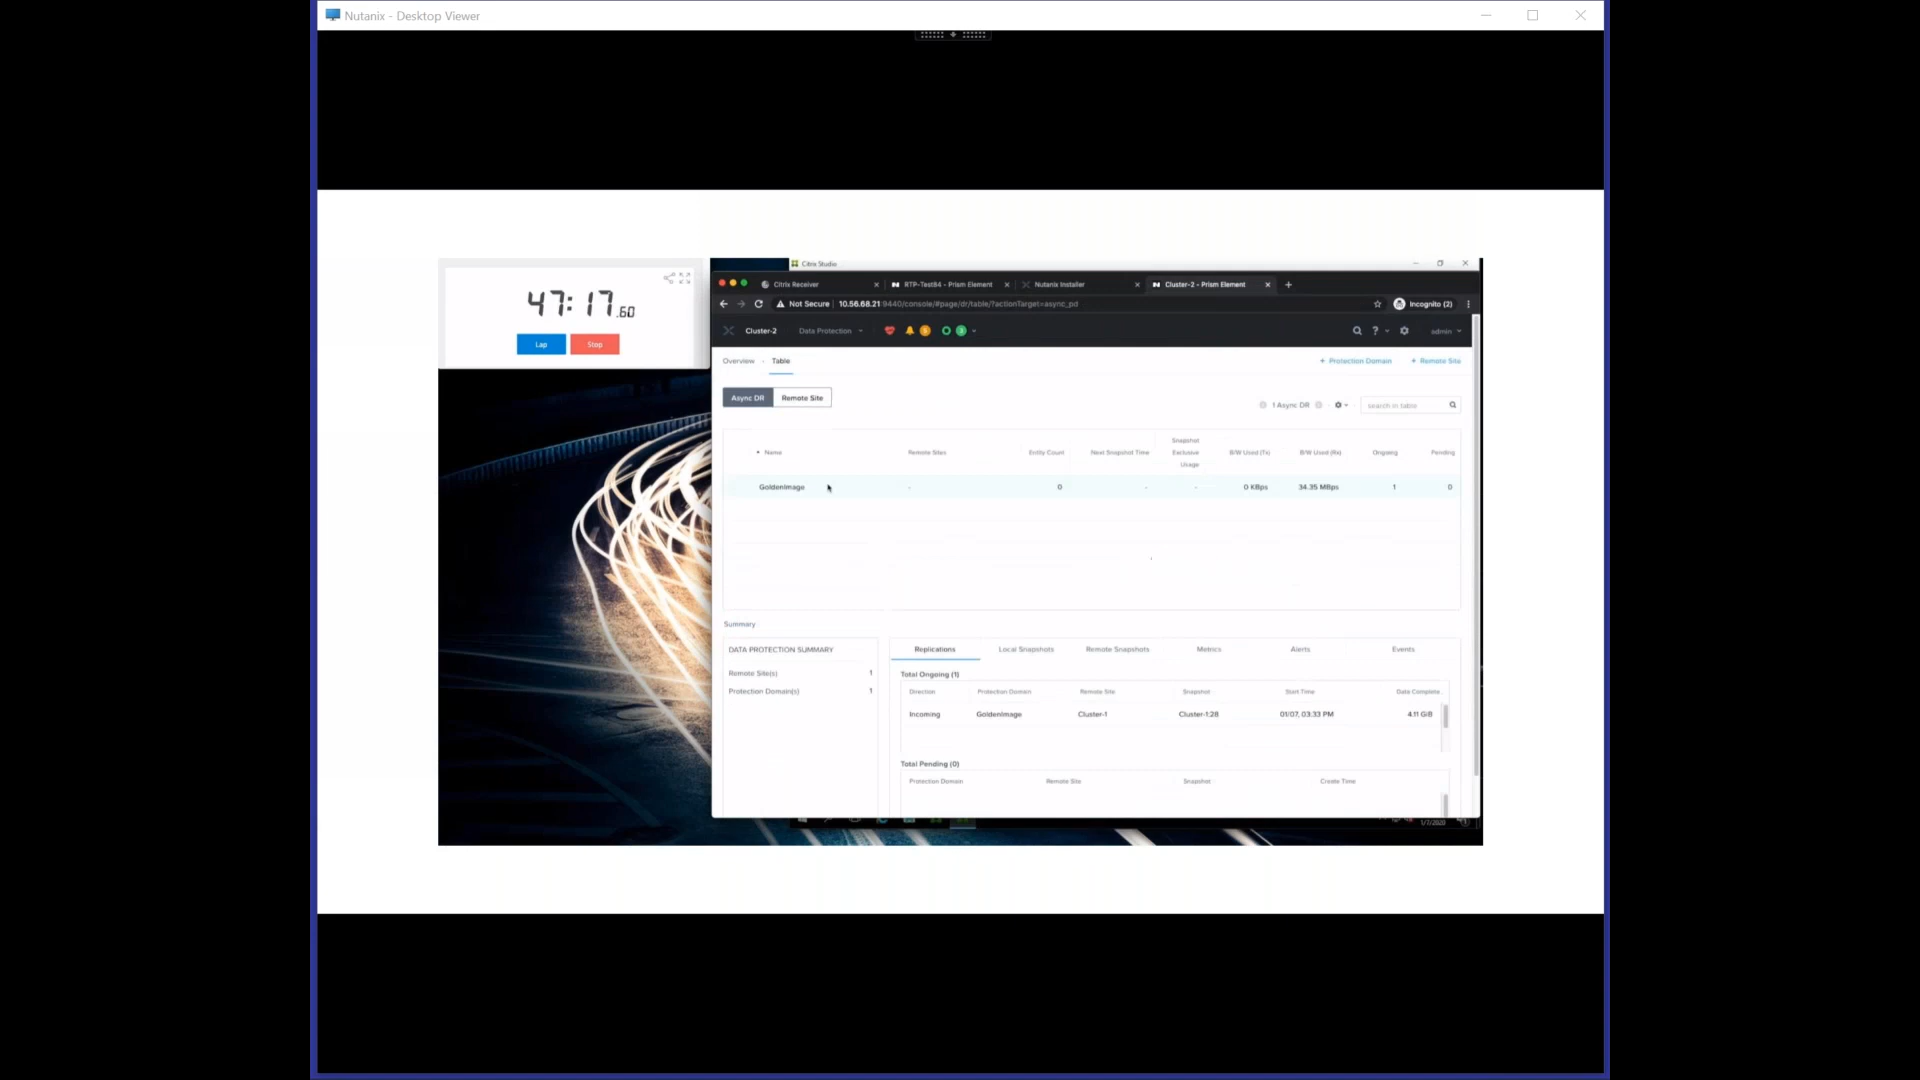 Nutanix - Desktop Viewer
Citrix Studio
47:17.60
Lap Stop
Citrix Receiver RTP-Test84 - Prism Element Nutanix Installer Cluster-2 - Prism Element
Not Secure 10.56.68.21:9440/console/#page/dr/table/?actionTarget=async_pd Incognito (2)
Cluster-2 Data Protection 5 3 ? admin
Overview · Table + Protection Domain + Remote Site
Async DR Remote Site
1 Async DR search in table
Name Remote Sites Entity Count Next Snapshot Time Snapshot Exclusive Usage B/W Used (Tx) B/W Used (Rx) Ongoing Pending
GoldenImage - 0 - - 0 KBps 34.35 MBps 1 0
Summary
DATA PROTECTION SUMMARY
Remote Site(s) 1
Protection Domain(s) 1
Replications Local Snapshots Remote Snapshots Metrics Alerts Events
Total Ongoing (1)
Direction Protection Domain Remote Site Snapshot Start Time Data Complete
Incoming GoldenImage Cluster-1 Cluster-1:28 01/07, 03:33 PM 4.11 GiB
Total Pending (0)
Protection Domain Remote Site Snapshot Create Time
1/7/2020